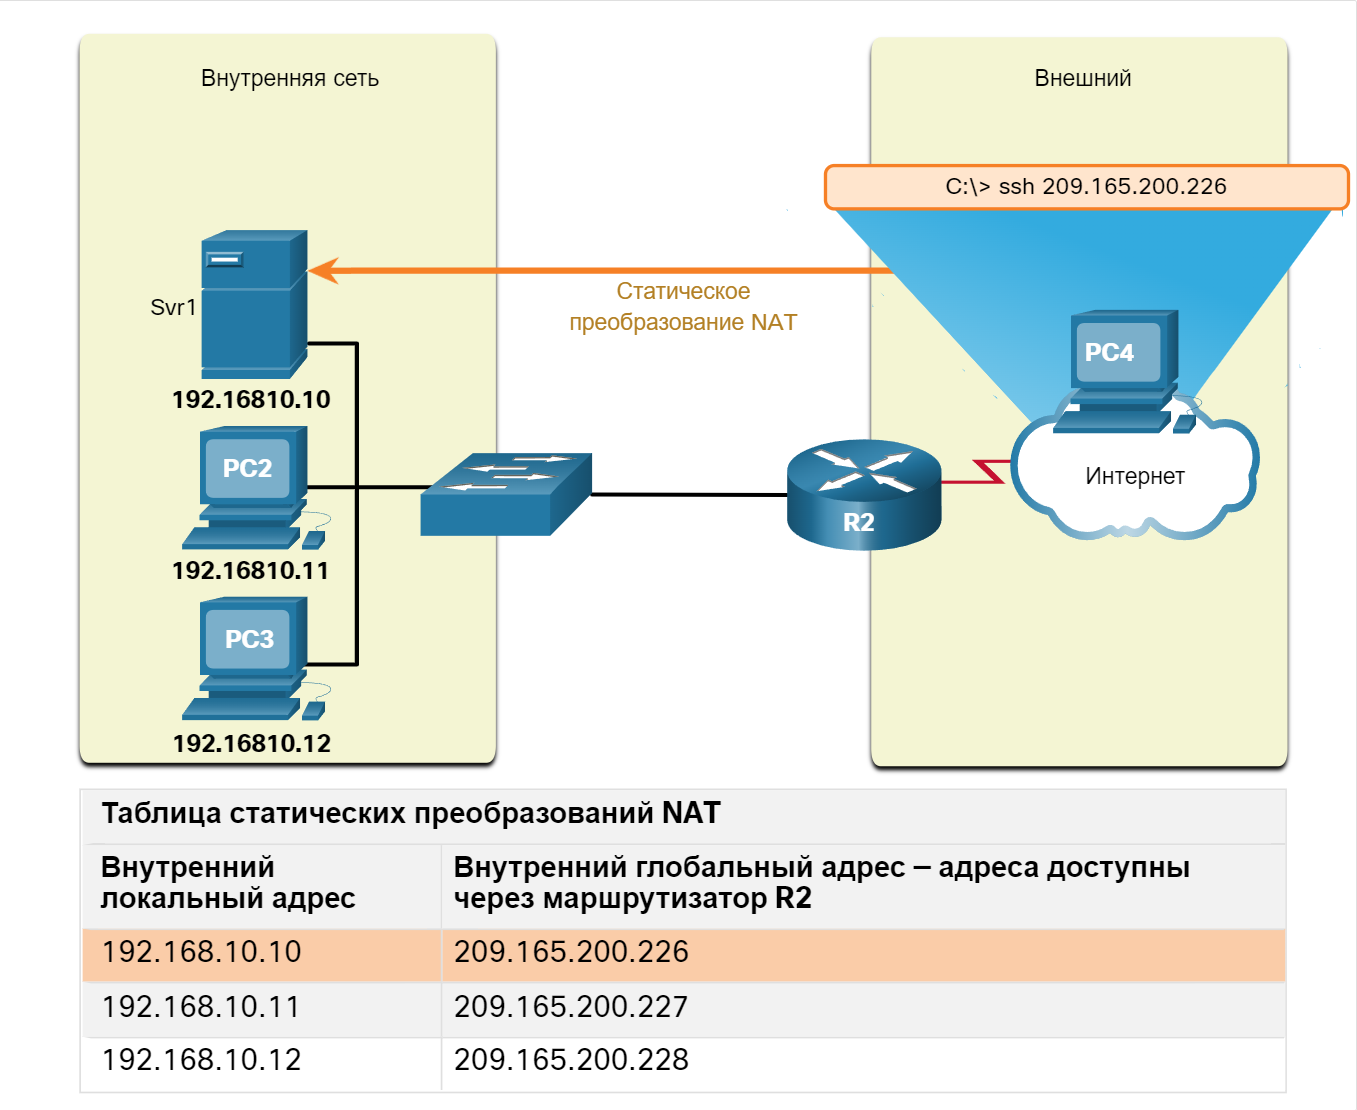 Внутренняя сеть
Внешний
C:\> ssh 209.165.200.226
Статическое
преобразование NAT
Svr1
192.16810.10
PC4
PC2
Интернет
R2
192.16810.11
PC3
192.16810.12
Таблица статических преобразований NAT
Внутренний
локальный адрес
Внутренний глобальный адрес – адреса доступны
через маршрутизатор R2
192.168.10.10
209.165.200.226
192.168.10.11
209.165.200.227
192.168.10.12
209.165.200.228